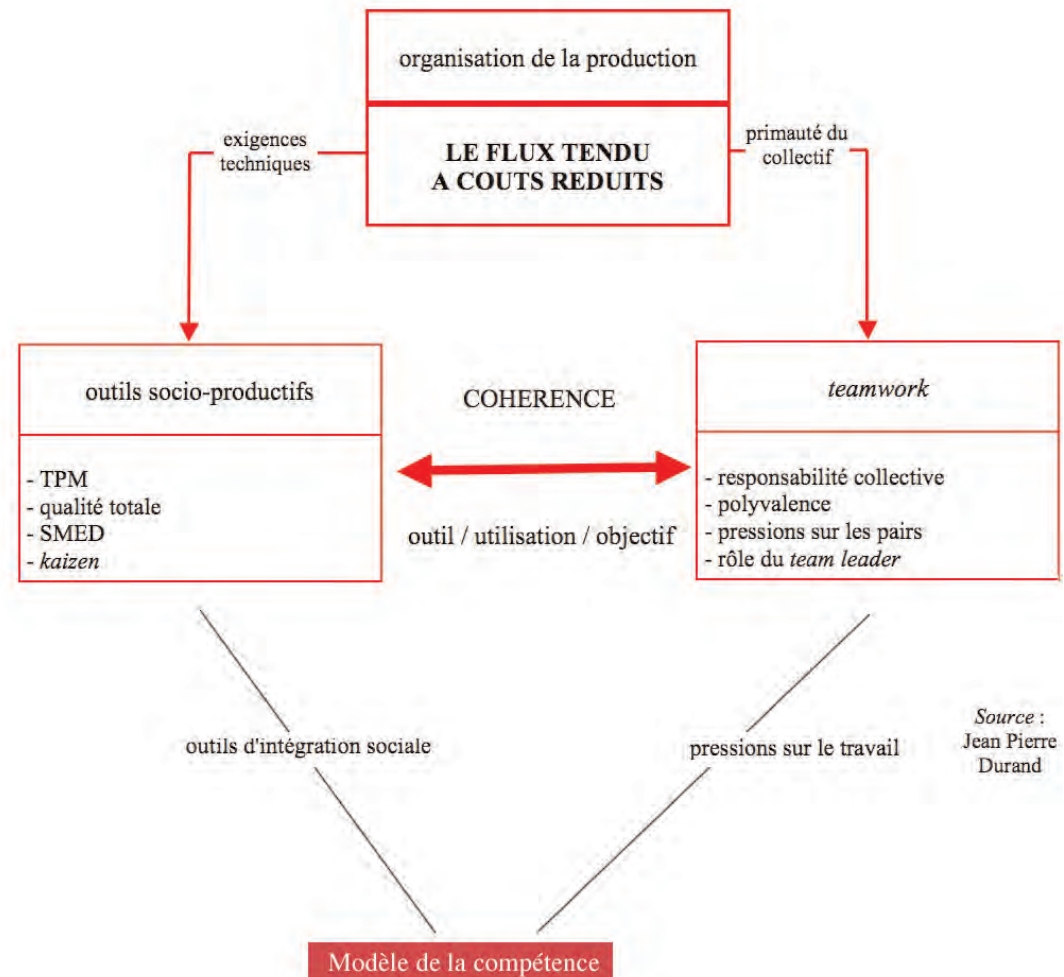 organisation de la production
exigences
techniques
LE FLUX TENDU
A COUTS REDUITS
primauté du
collectif
outils socio-productifs
- TPM
- qualité totale
- SMED
- kaizen
COHERENCE
outil / utilisation / objectif
teamwork
- responsabilité collective
- polyvalence
- pressions sur les pairs
- rôle du team leader
outils d'intégration sociale
pressions sur le travail
Source :
Jean Pierre
Durand
Modèle de la compétence